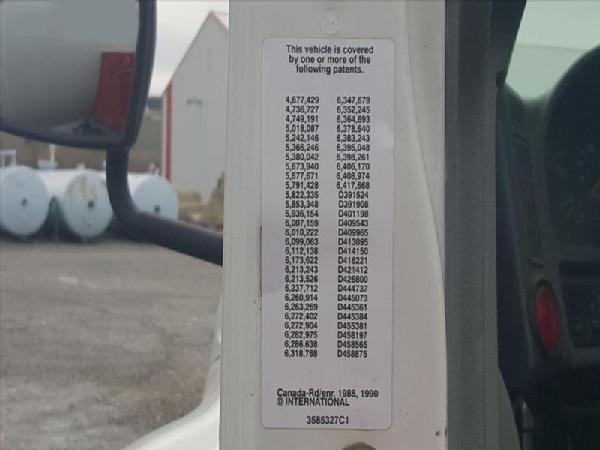 This vehicle is covered
by one or more of the
following patents.
4,677,429 6,347,678
4,736,727 6,352,245
4,749,191 6,364,693
5,018,087 6,378,640
5,242,146 6,383,243
5,366,246 6,395,048
5,380,042 6,398,261
5,673,940 6,406,170
5,677,671 6,408,974
5,791,428 6,417,668
5,822,335 D391524
5,853,348 D391908
5,936,154 D401198
6,007,159 D409543
6,010,222 D409965
6,099,063 D413095
6,112,138 D414150
6,173,622 D418221
6,213,243 D421412
6,213,526 D426800
6,237,712 D444737
6,260,914 D445073
6,263,269 D445361
6,272,402 D445384
6,272,904 D455381
6,282,975 D458197
6,286,638 D458565
6,318,768 D458875
Canada-Rd/enr. 1988, 1990
© INTERNATIONAL
3585327C1